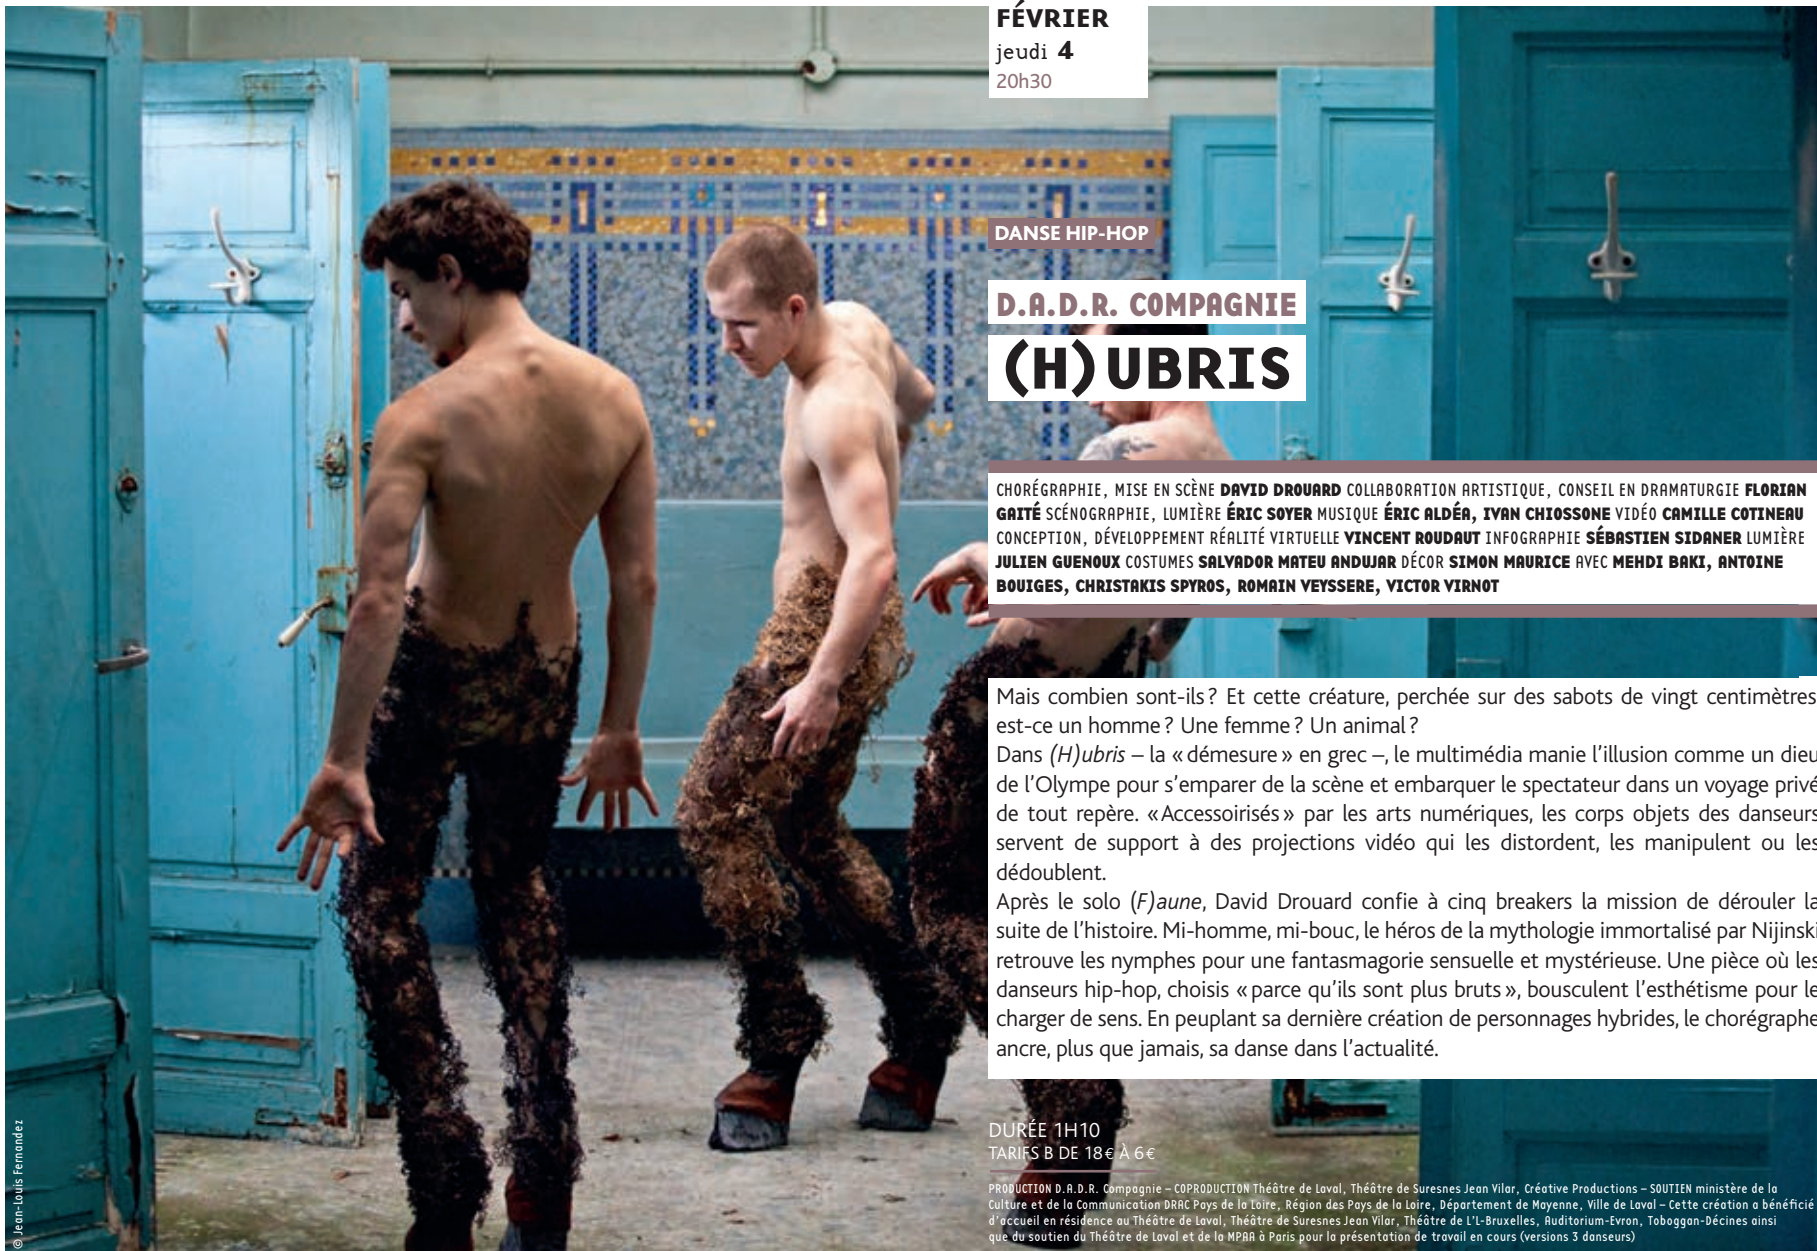 FÉVRIER
jeudi 4
20h30
DANSE HIP-HOP
D.A.D.R. COMPAGNIE
(H)UBRIS
CHORÉGRAPHIE, MISE EN SCÈNE DAVID DROUARD COLLABORATION ARTISTIQUE, CONSEIL EN DRAMATURGIE FLORIAN
GAITÉ SCÉNOGRAPHIE, LUMIÈRE ÉRIC SOYER MUSIQUE ÉRIC ALDÉA, IVAN CHIOSSONE VIDÉO CAMILLE COTINEAU
CONCEPTION, DÉVELOPPEMENT RÉALITÉ VIRTUELLE VINCENT ROUDAUT INFOGRAPHIE SÉBASTIEN SIDANER LUMIÈRE
JULIEN GUENOUX COSTUMES SALVADOR MATEU ANDUJAR DÉCOR SIMON MAURICE AVEC MEHDI BAKI, ANTOINE
BOUIGES, CHRISTAKIS SPYROS, ROMAIN VEYSSERE, VICTOR VIRNOT
Mais combien sont-ils ? Et cette créature, perchée sur des sabots de vingt centimètres
est-ce un homme ? Une femme ? Un animal ?
Dans (H)ubris – la « démesure » en grec –, le multimédia manie l'illusion comme un dieu
de l'Olympe pour s'emparer de la scène et embarquer le spectateur dans un voyage privé
de tout repère. « Accessoirisés » par les arts numériques, les corps objets des danseurs
servent de support à des projections vidéo qui les distordent, les manipulent ou les
dédoublent.
Après le solo (F)aune, David Drouard confie à cinq breakers la mission de dérouler la
suite de l'histoire. Mi-homme, mi-bouc, le héros de la mythologie immortalisé par Nijinski
retrouve les nymphes pour une fantasmagorie sensuelle et mystérieuse. Une pièce où les
danseurs hip-hop, choisis « parce qu'ils sont plus bruts », bousculent l'esthétisme pour le
charger de sens. En peuplant sa dernière création de personnages hybrides, le chorégraphe
ancre, plus que jamais, sa danse dans l'actualité.
DURÉE 1H10
TARIFS B DE 18€ À 6€
PRODUCTION D.A.D.R. Compagnie – COPRODUCTION Théâtre de Laval, Théâtre de Suresnes Jean Vilar, Créative Productions – SOUTIEN ministère de la
Culture et de la Communication DRAC Pays de la Loire, Région des Pays de la Loire, Département de Mayenne, Ville de Laval – Cette création a bénéficié
d'accueil en résidence au Théâtre de Laval, Théâtre de Suresnes Jean Vilar, Théâtre de L'L-Bruxelles, Auditorium-Evron, Toboggan-Décines ainsi
que du soutien du Théâtre de Laval et de la MPAA à Paris pour la présentation de travail en cours (versions 3 danseurs)
© Jean-Louis Fernandez